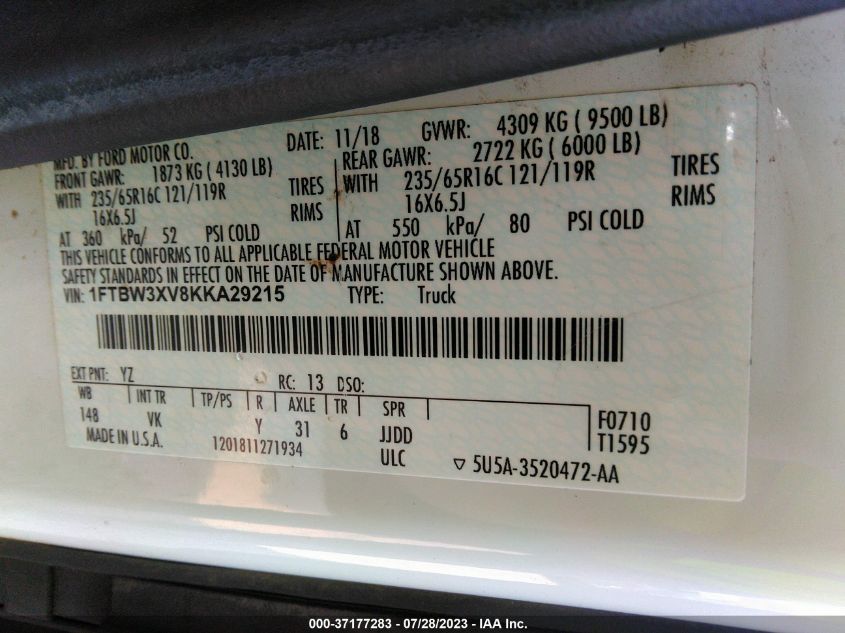 MFD. BY FORD MOTOR CO.
DATE: 11/18 GVWR: 4309 KG ( 9500 LB)
FRONT GAWR: 1873 KG ( 4130 LB)
REAR GAWR: 2722 KG ( 6000 LB)
WITH 235/65R16C 121/119R TIRES
WITH 235/65R16C 121/119R TIRES
16X6.5J RIMS
16X6.5J RIMS
AT 360 kPa/ 52 PSI COLD
AT 550 kPa/ 80 PSI COLD
THIS VEHICLE CONFORMS TO ALL APPLICABLE FEDERAL MOTOR VEHICLE
SAFETY STANDARDS IN EFFECT ON THE DATE OF MANUFACTURE SHOWN ABOVE.
VIN: 1FTBW3XV8KKA29215 TYPE: Truck
EXT PNT: YZ RC: 13 DSO:
WB INT TR TP/PS R AXLE TR SPR
148 VK Y 31 6 JJDD F0710
MADE IN U.S.A. 1201811271934 ULC T1595
▽ 5U5A-3520472-AA
000-37177283 / 07/28/2023 / IAA Inc.